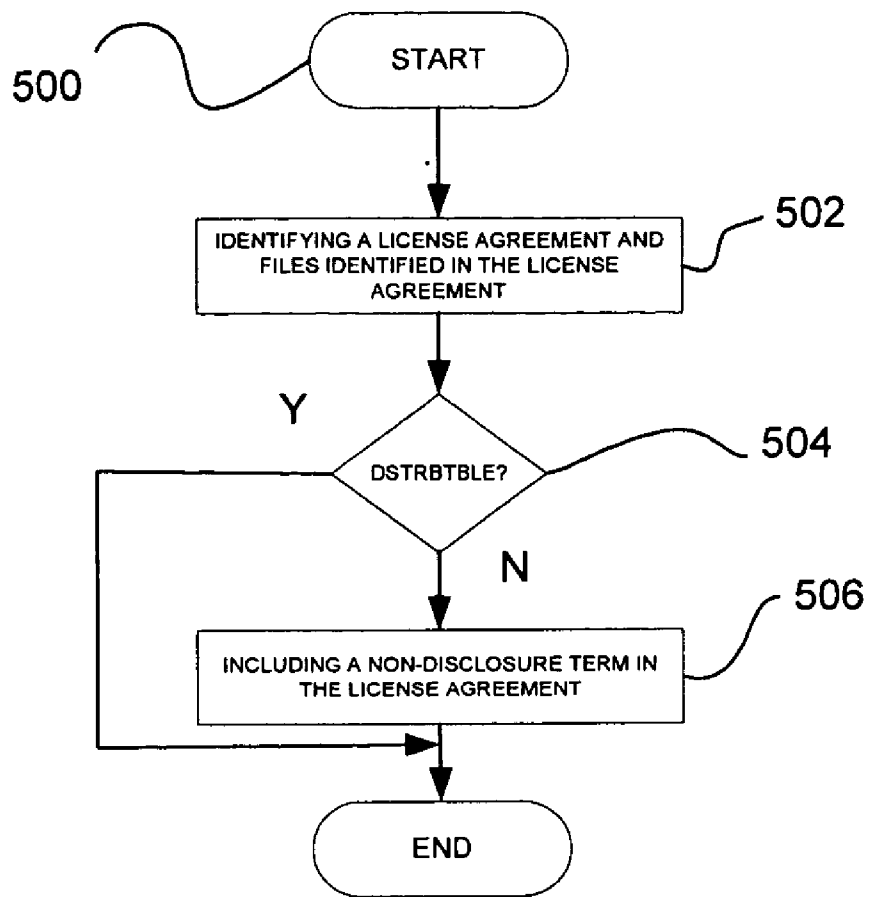 START
500
502
IDENTIFYING A LICENSE AGREEMENT AND
FILES IDENTIFIED IN THE LICENSE
AGREEMENT
Y
504
DSTRBTBLE?
N
506
INCLUDING A NON-DISCLOSURE TERM IN
THE LICENSE AGREEMENT
END